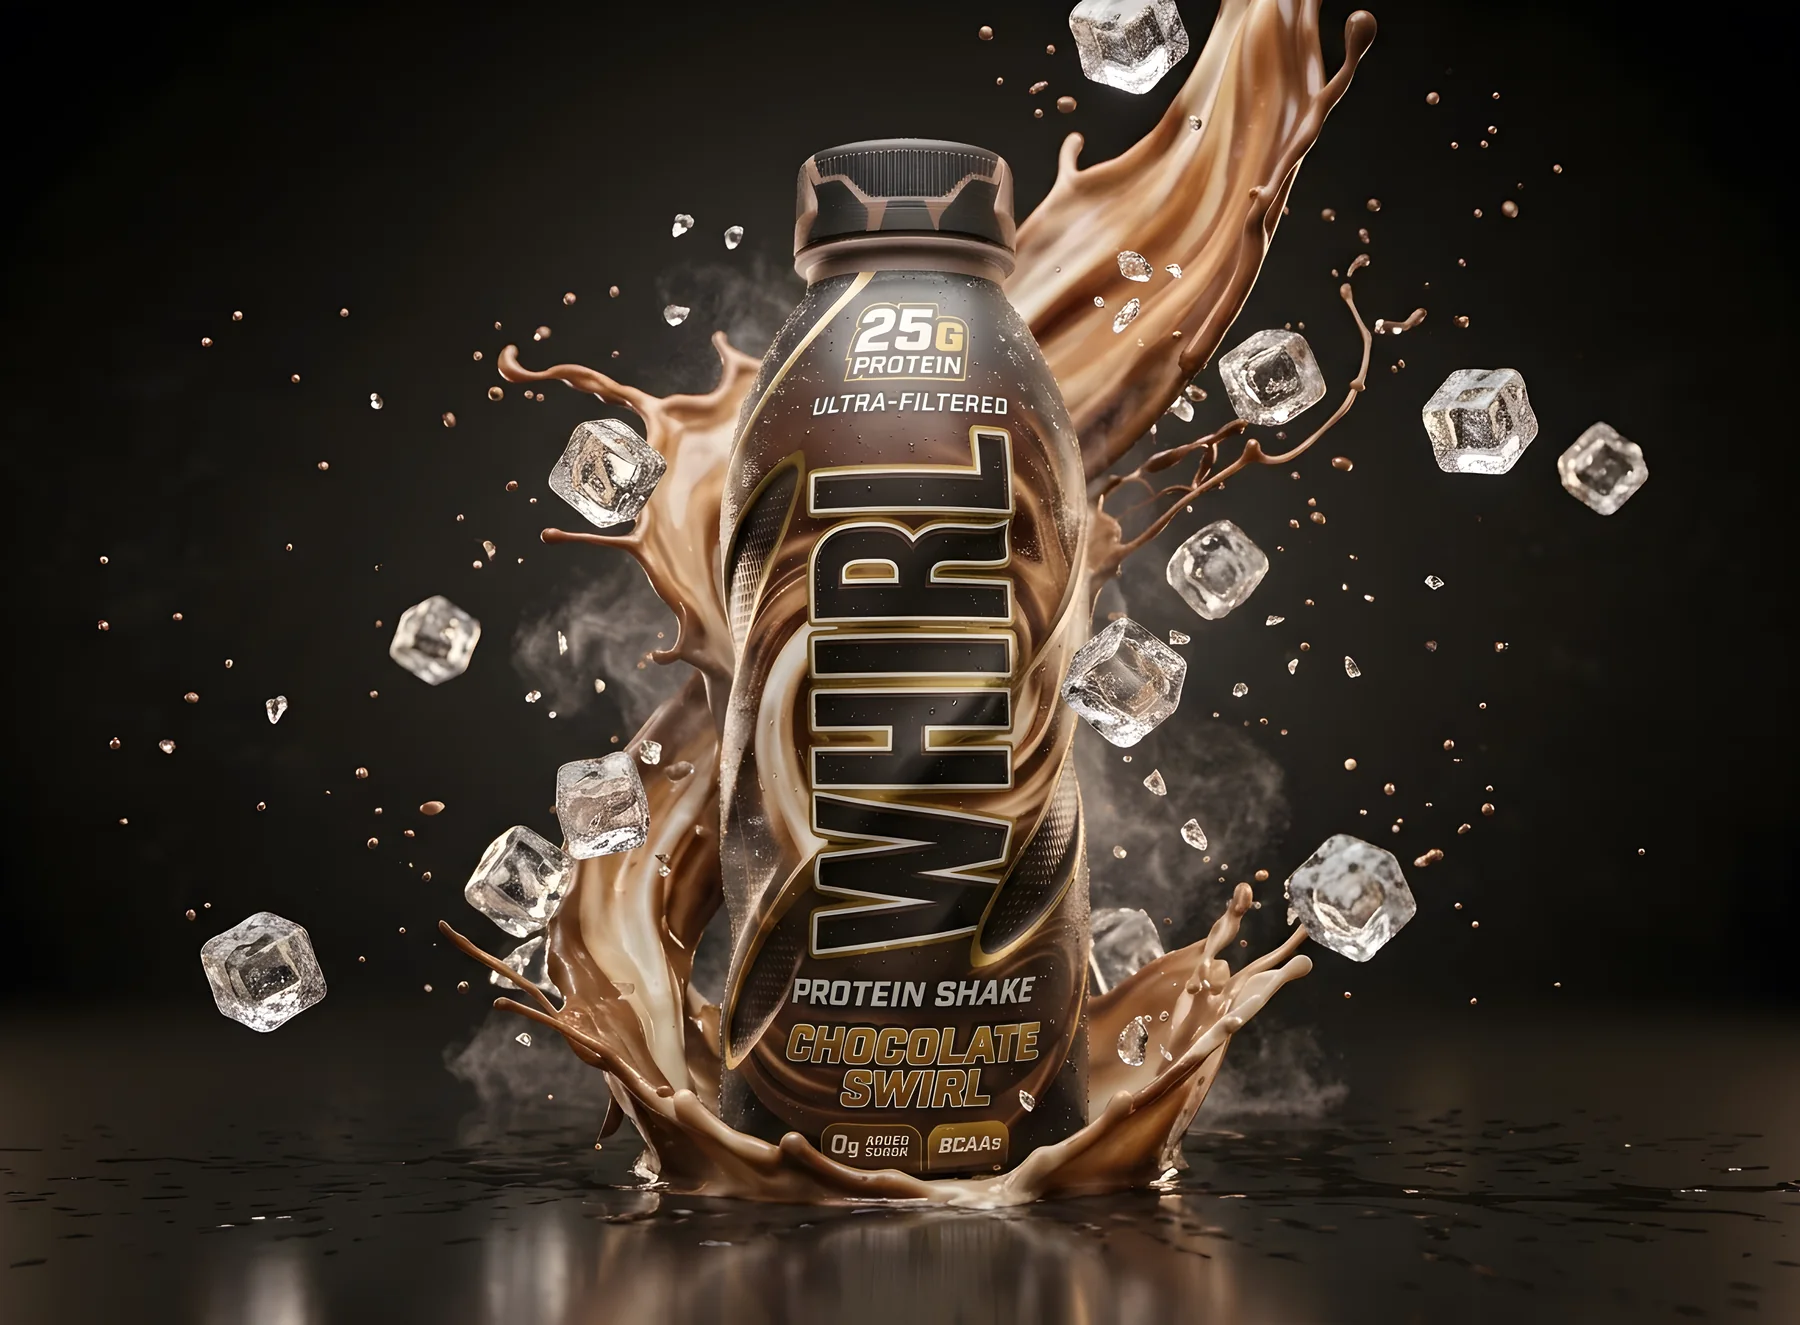 25G
PROTEIN
ULTRA-FILTERED
WHIRL
PROTEIN SHAKE
CHOCOLATE
SWIRL
0g
BCAAs